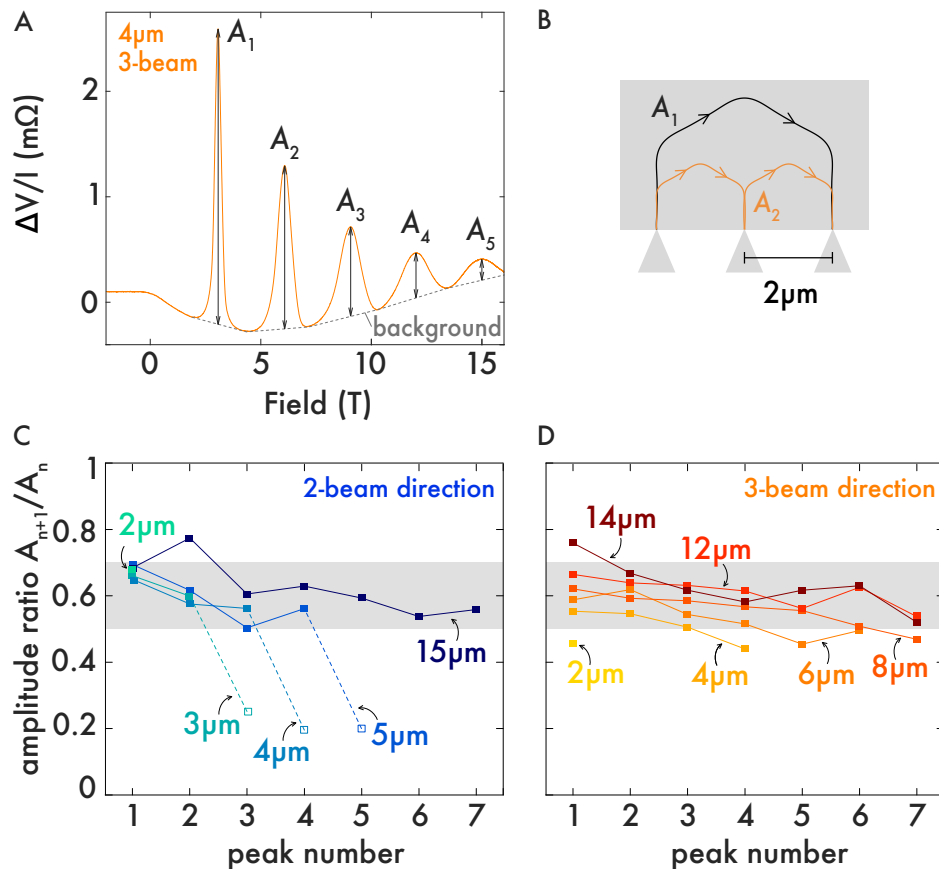 A
4µm
3-beam
A1
A2
A3
A4
A5
ΔV/I (mΩ)
2
1
0
background
0 5 10 15
Field (T)
B
A1
A2
2µm
C
2-beam direction
amplitude ratio An+1/An
1
0.8
0.6
0.4
0.2
0
2µm
15µm
3µm
4µm
5µm
1 2 3 4 5 6 7
peak number
D
3-beam direction
14µm
12µm
2µm
4µm
6µm
8µm
1 2 3 4 5 6 7
peak number